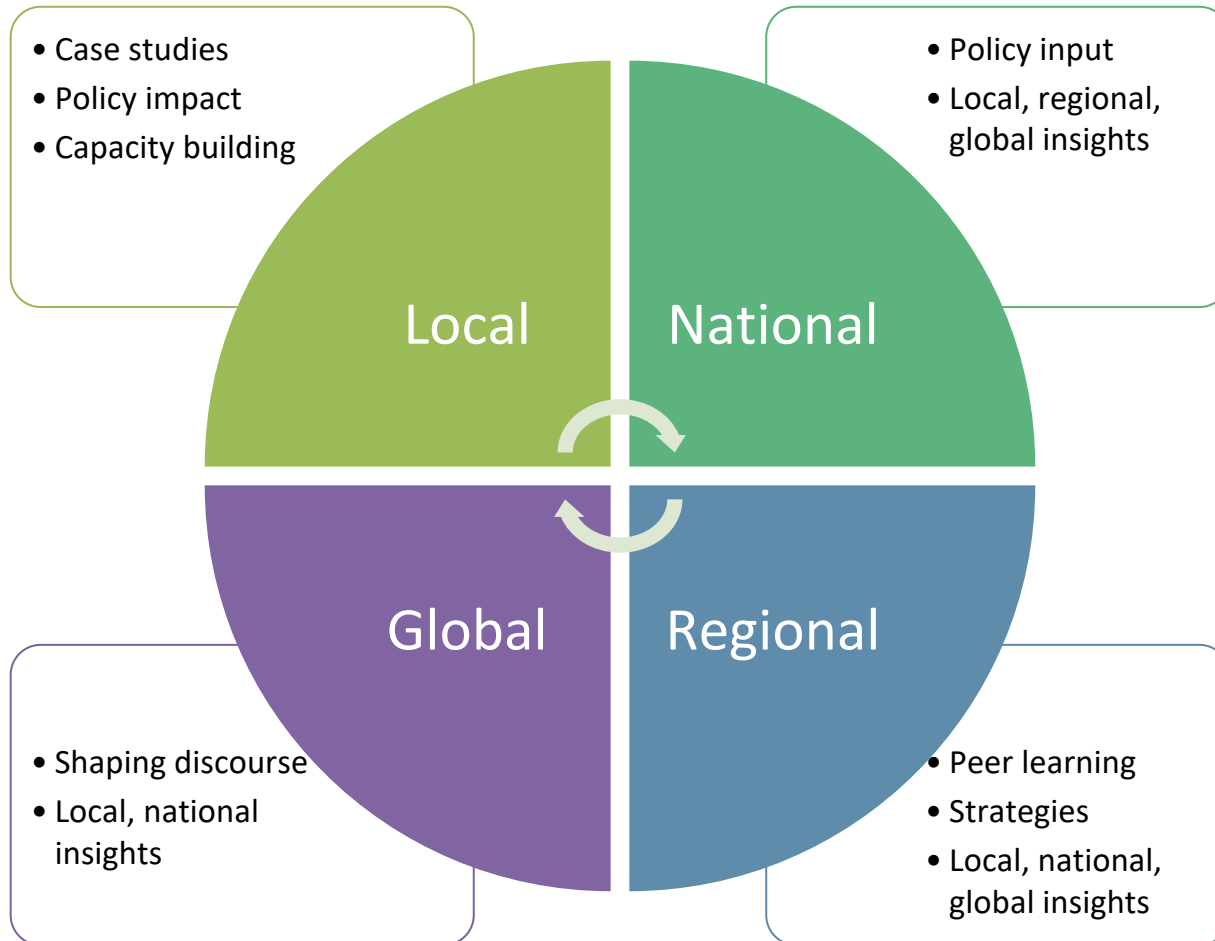 • Case studies
• Policy impact
• Capacity building
• Policy input
• Local, regional,
global insights
Local
National
Global
Regional
• Shaping discourse
• Local, national
insights
• Peer learning
• Strategies
• Local, national,
global insights